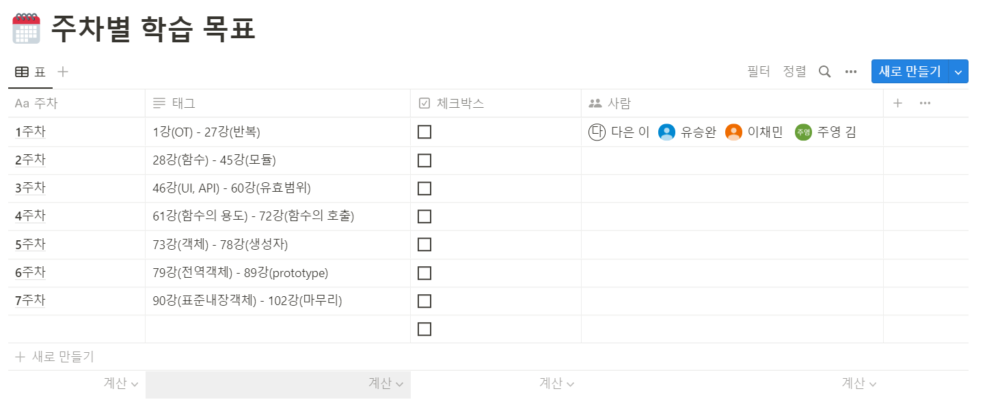 주차별 학습 목표
표
필터 정렬 새로 만들기
Aa 주차 태그 체크박스 사람
1주차 1강(OT) - 27강(반복) 다 다은 이 유승완 이채민 주영 주영 김
2주차 28강(함수) - 45강(모듈)
3주차 46강(UI, API) - 60강(유효범위)
4주차 61강(함수의 용도) - 72강(함수의 호출)
5주차 73강(객체) - 78강(생성자)
6주차 79강(전역객체) - 89강(prototype)
7주차 90강(표준내장객체) - 102강(마무리)
새로 만들기
계산 계산 계산 계산